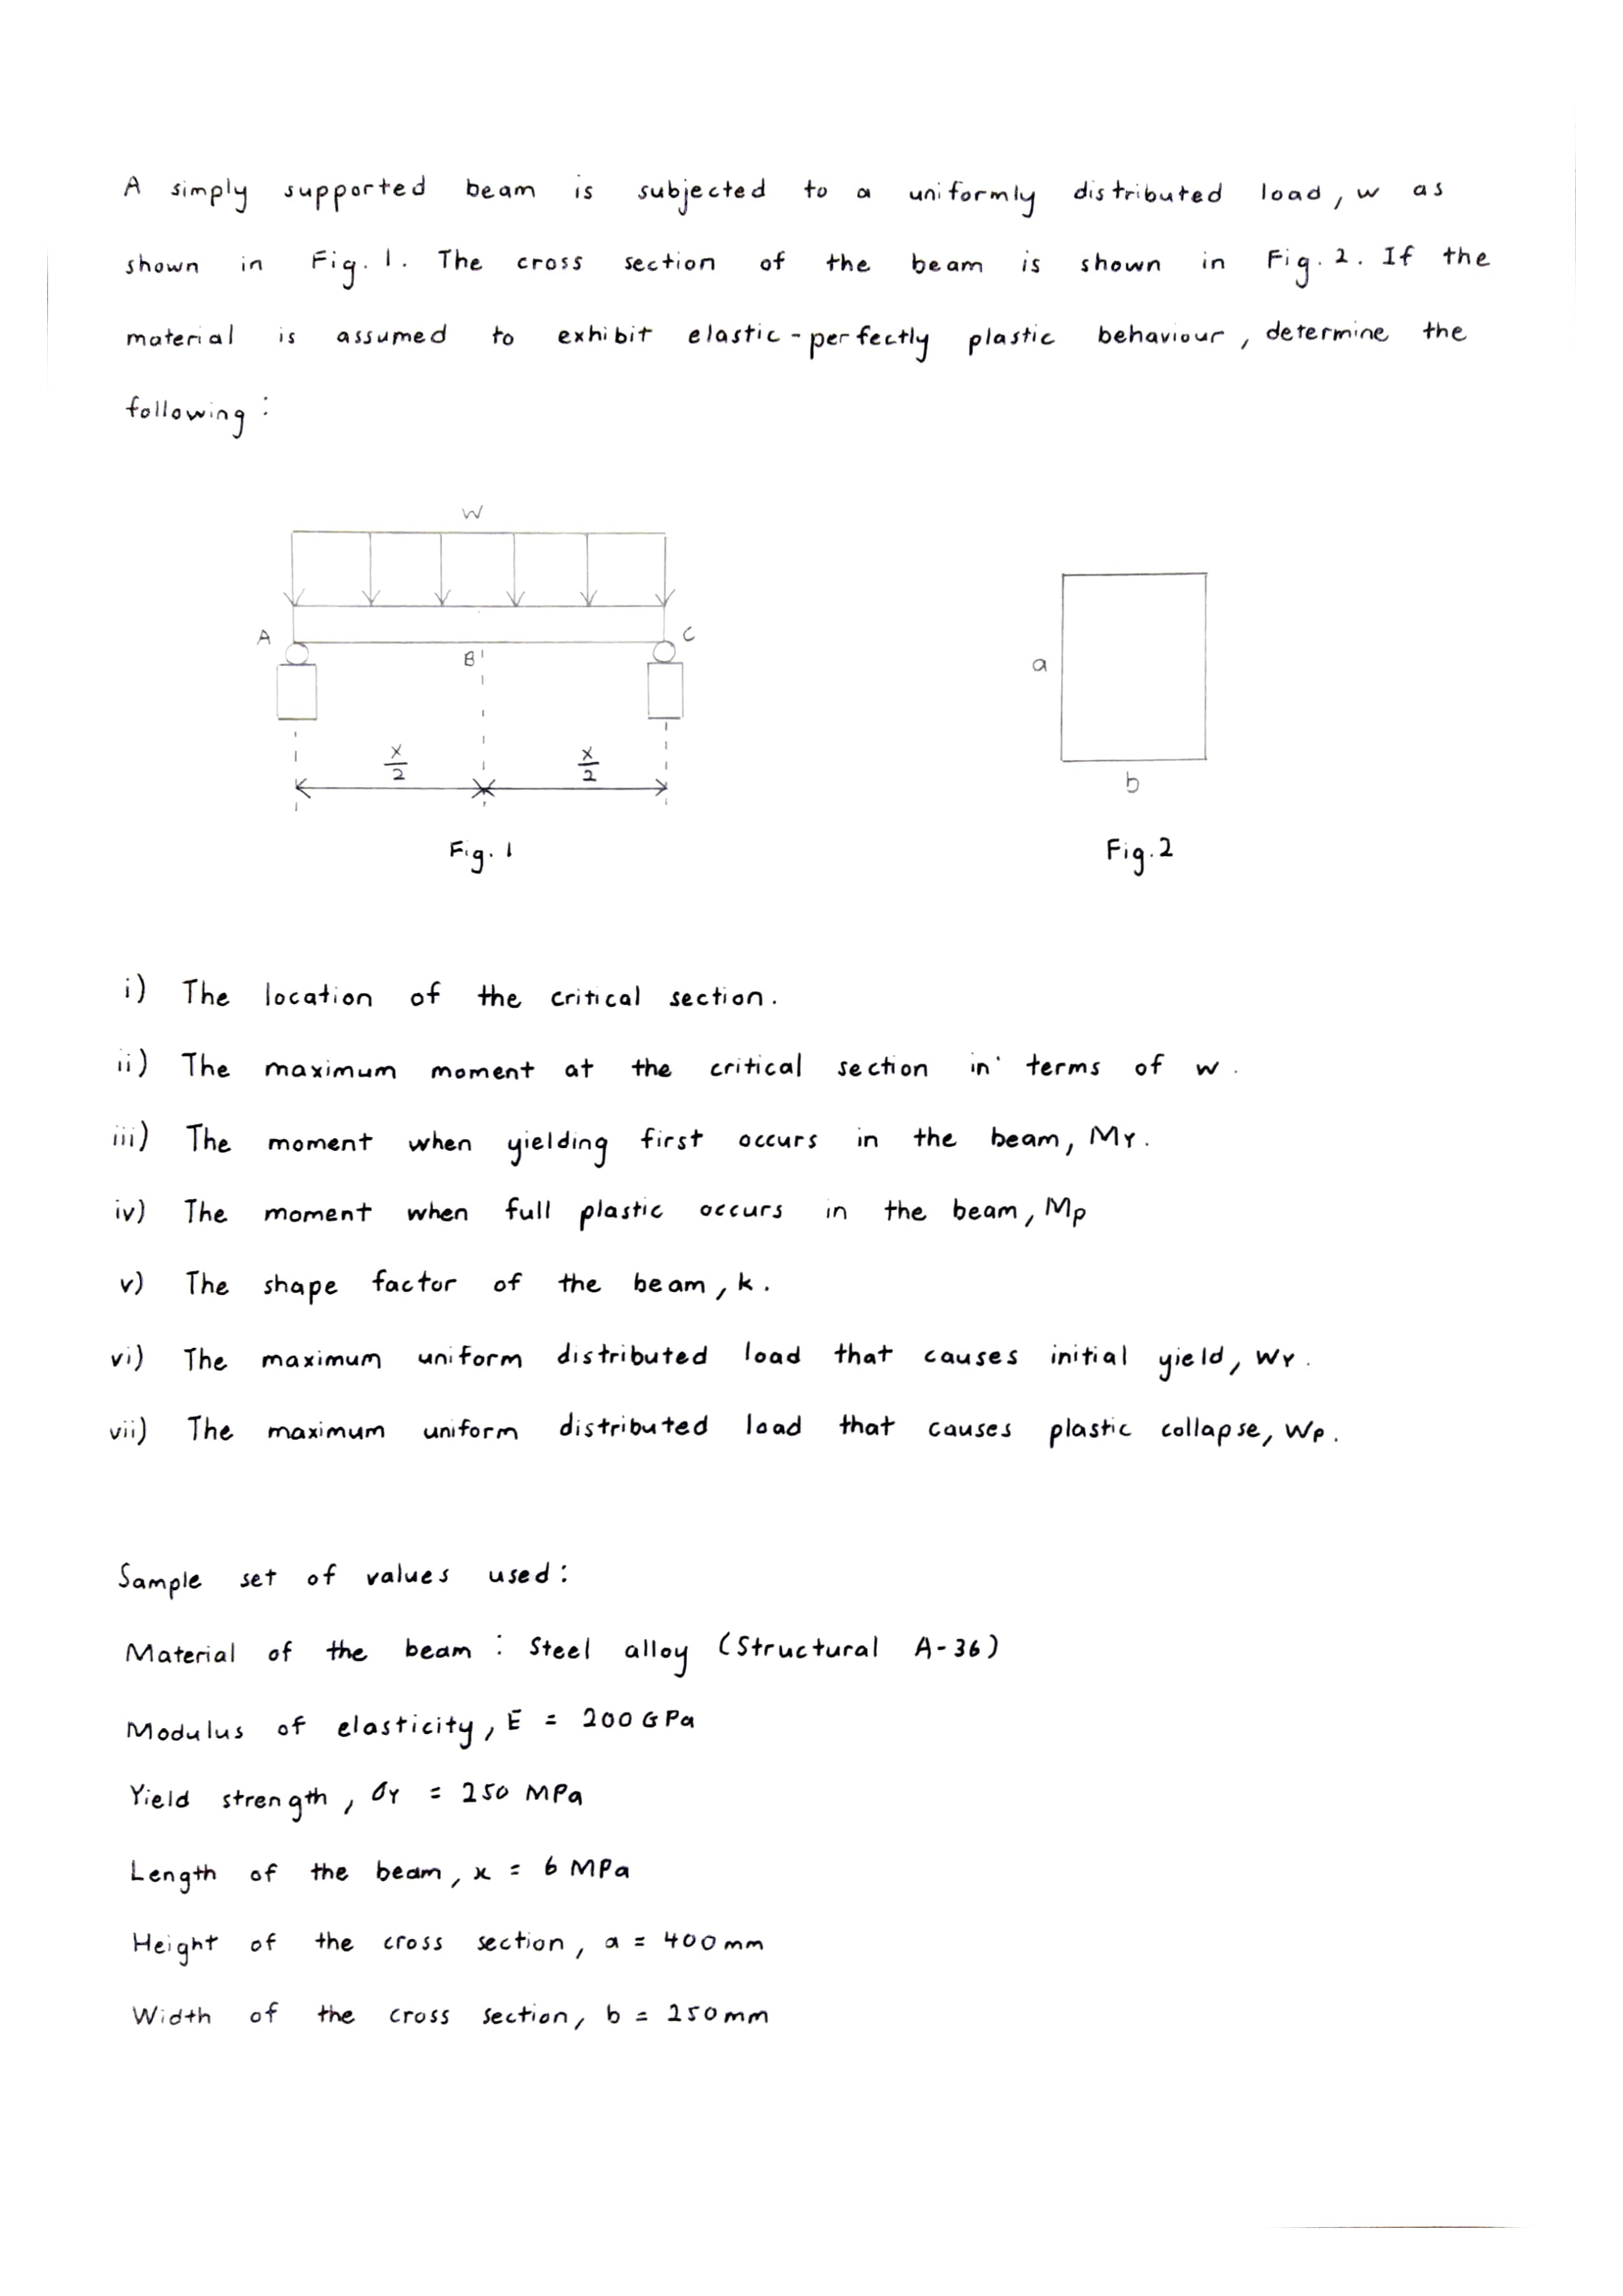 A simply supported beam is subjected to a uniformly distributed load, w as
shown in Fig. 1. The cross section of the beam is shown in Fig. 2. If the
material is assumed to exhibit elastic-perfectly plastic behaviour, determine the
following:
W
A
C
B
a
x/2
x/2
b
Fig. 1
Fig. 2
i) The location of the critical section.
ii) The maximum moment at the critical section in terms of w.
iii) The moment when yielding first occurs in the beam, MY.
iv) The moment when full plastic occurs in the beam, Mp
v) The shape factor of the beam, k.
vi) The maximum uniform distributed load that causes initial yield, WY.
vii) The maximum uniform distributed load that causes plastic collapse, WP.
Sample set of values used:
Material of the beam : Steel alloy (Structural A-36)
Modulus of elasticity, E = 200 GPa
Yield strength, σY = 250 MPa
Length of the beam, x = 6 MPa
Height of the cross section, a = 400 mm
Width of the cross section, b = 250 mm